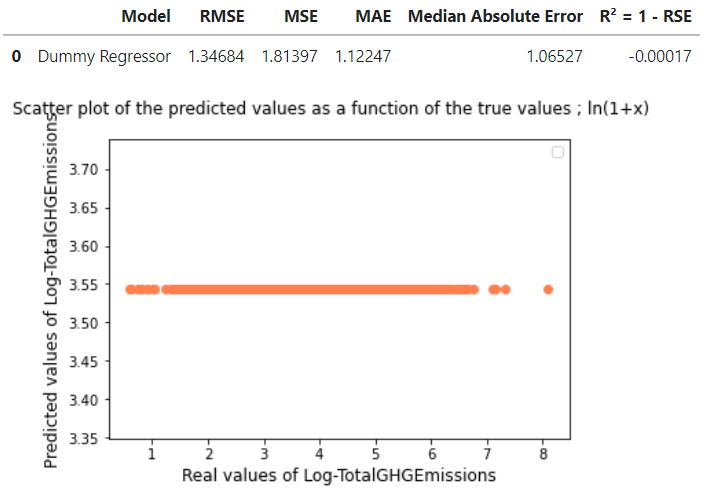 Model RMSE MSE MAE Median Absolute Error R² = 1 - RSE
0 Dummy Regressor 1.34684 1.81397 1.12247 1.06527 -0.00017
Scatter plot of the predicted values as a function of the true values ; ln(1+x)
Predicted values of Log-TotalGHGEmissions
3.70
3.65
3.60
3.55
3.50
3.45
3.40
3.35
1 2 3 4 5 6 7 8
Real values of Log-TotalGHGEmissions